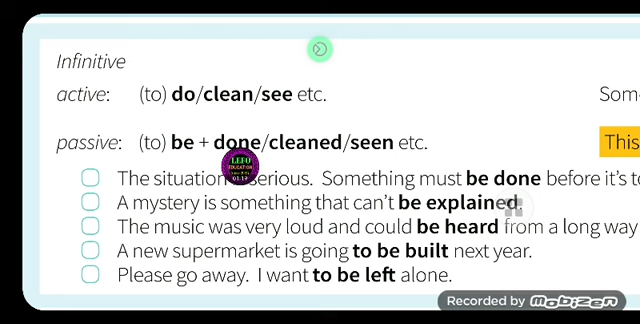 Infinitive
active: (to) do/clean/see etc. Som
passive: (to) be + done/cleaned/seen etc. This
LEFO
EDUCATION
The situation serious. Something must be done before it's t
A mystery is something that can't be explained.
The music was very loud and could be heard from a long way
A new supermarket is going to be built next year.
Please go away. I want to be left alone.
Recorded by Mobizen